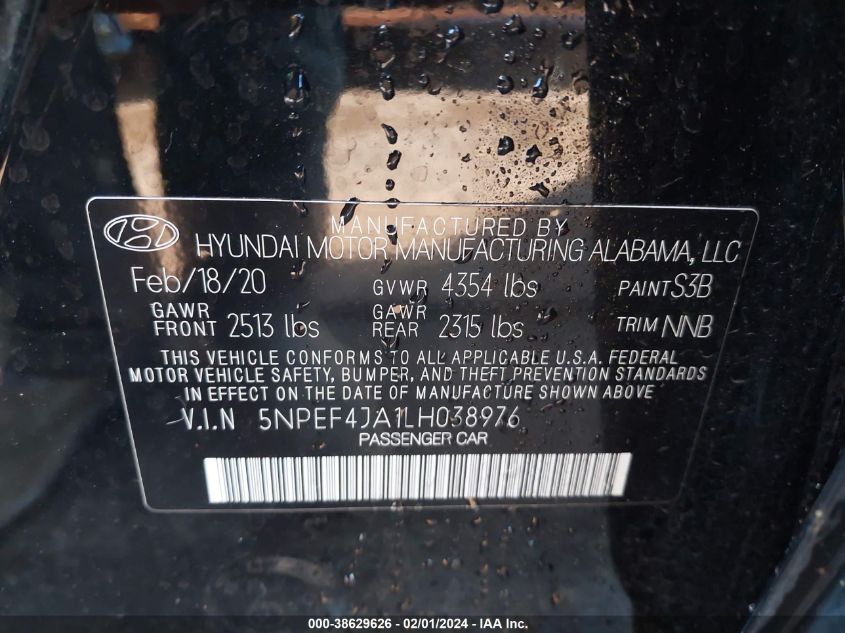 MANUFACTURED BY
HYUNDAI MOTOR MANUFACTURING ALABAMA, LLC
Feb/18/20 GVWR 4354 lbs PAINT S3B
GAWR FRONT 2513 lbs GAWR REAR 2315 lbs TRIM NNB
THIS VEHICLE CONFORMS TO ALL APPLICABLE U.S.A. FEDERAL
MOTOR VEHICLE SAFETY, BUMPER, AND THEFT PREVENTION STANDARDS
IN EFFECT ON THE DATE OF MANUFACTURE SHOWN ABOVE
V.I.N 5NPEF4JA1LH038976
PASSENGER CAR
000-38629626 - 02/01/2024 - IAA Inc.